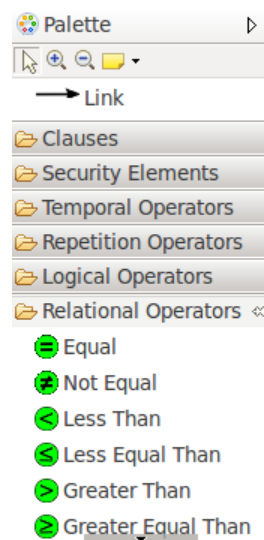 Palette
Link
Clauses
Security Elements
Temporal Operators
Repetition Operators
Logical Operators
Relational Operators
= Equal
≠ Not Equal
< Less Than
≤ Less Equal Than
> Greater Than
≥ Greater Equal Than